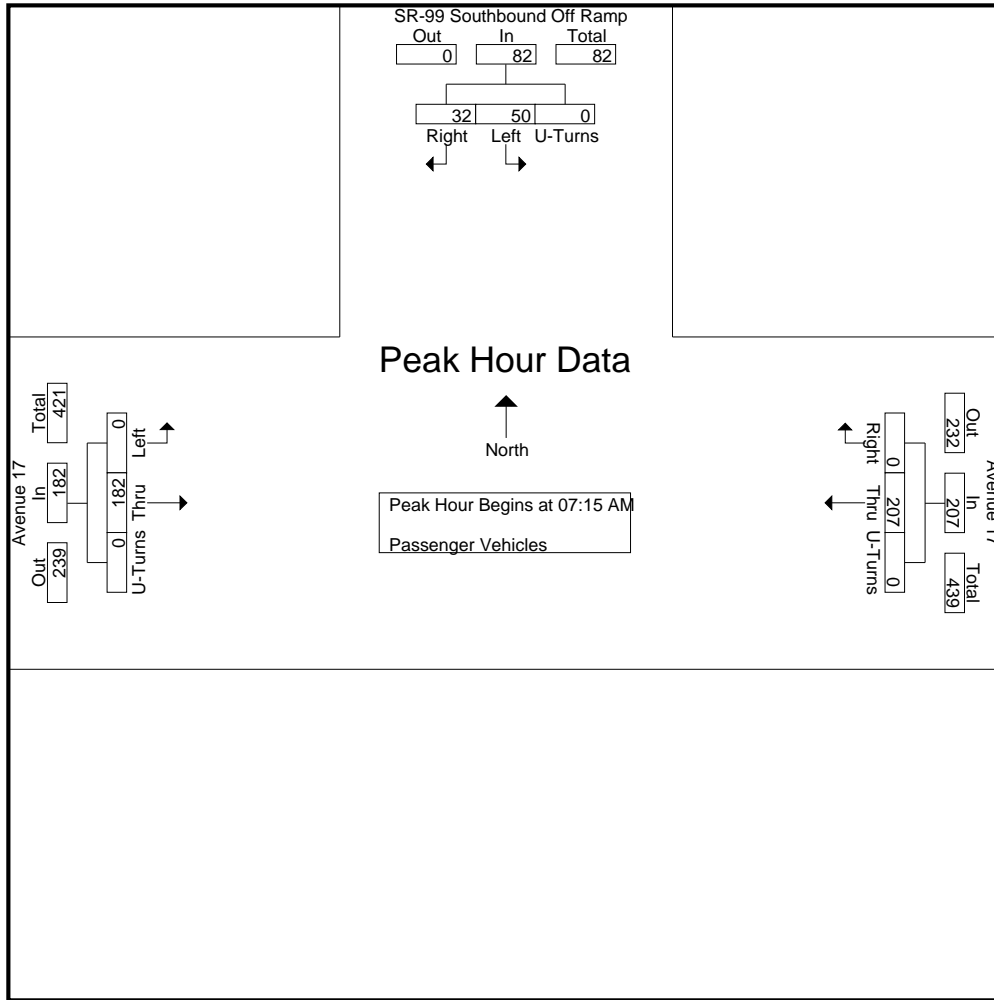 SR-99 Southbound Off Ramp
Out In Total
0 82 82
32 50 0
Right Left U-Turns
Peak Hour Data
North
Peak Hour Begins at 07:15 AM
Passenger Vehicles
Avenue 17
Out In Total
239 182 421
0 182 0
U-Turns Thru Left
Avenue 17
Out In Total
232 207 439
0 207 0
Right Thru U-Turns